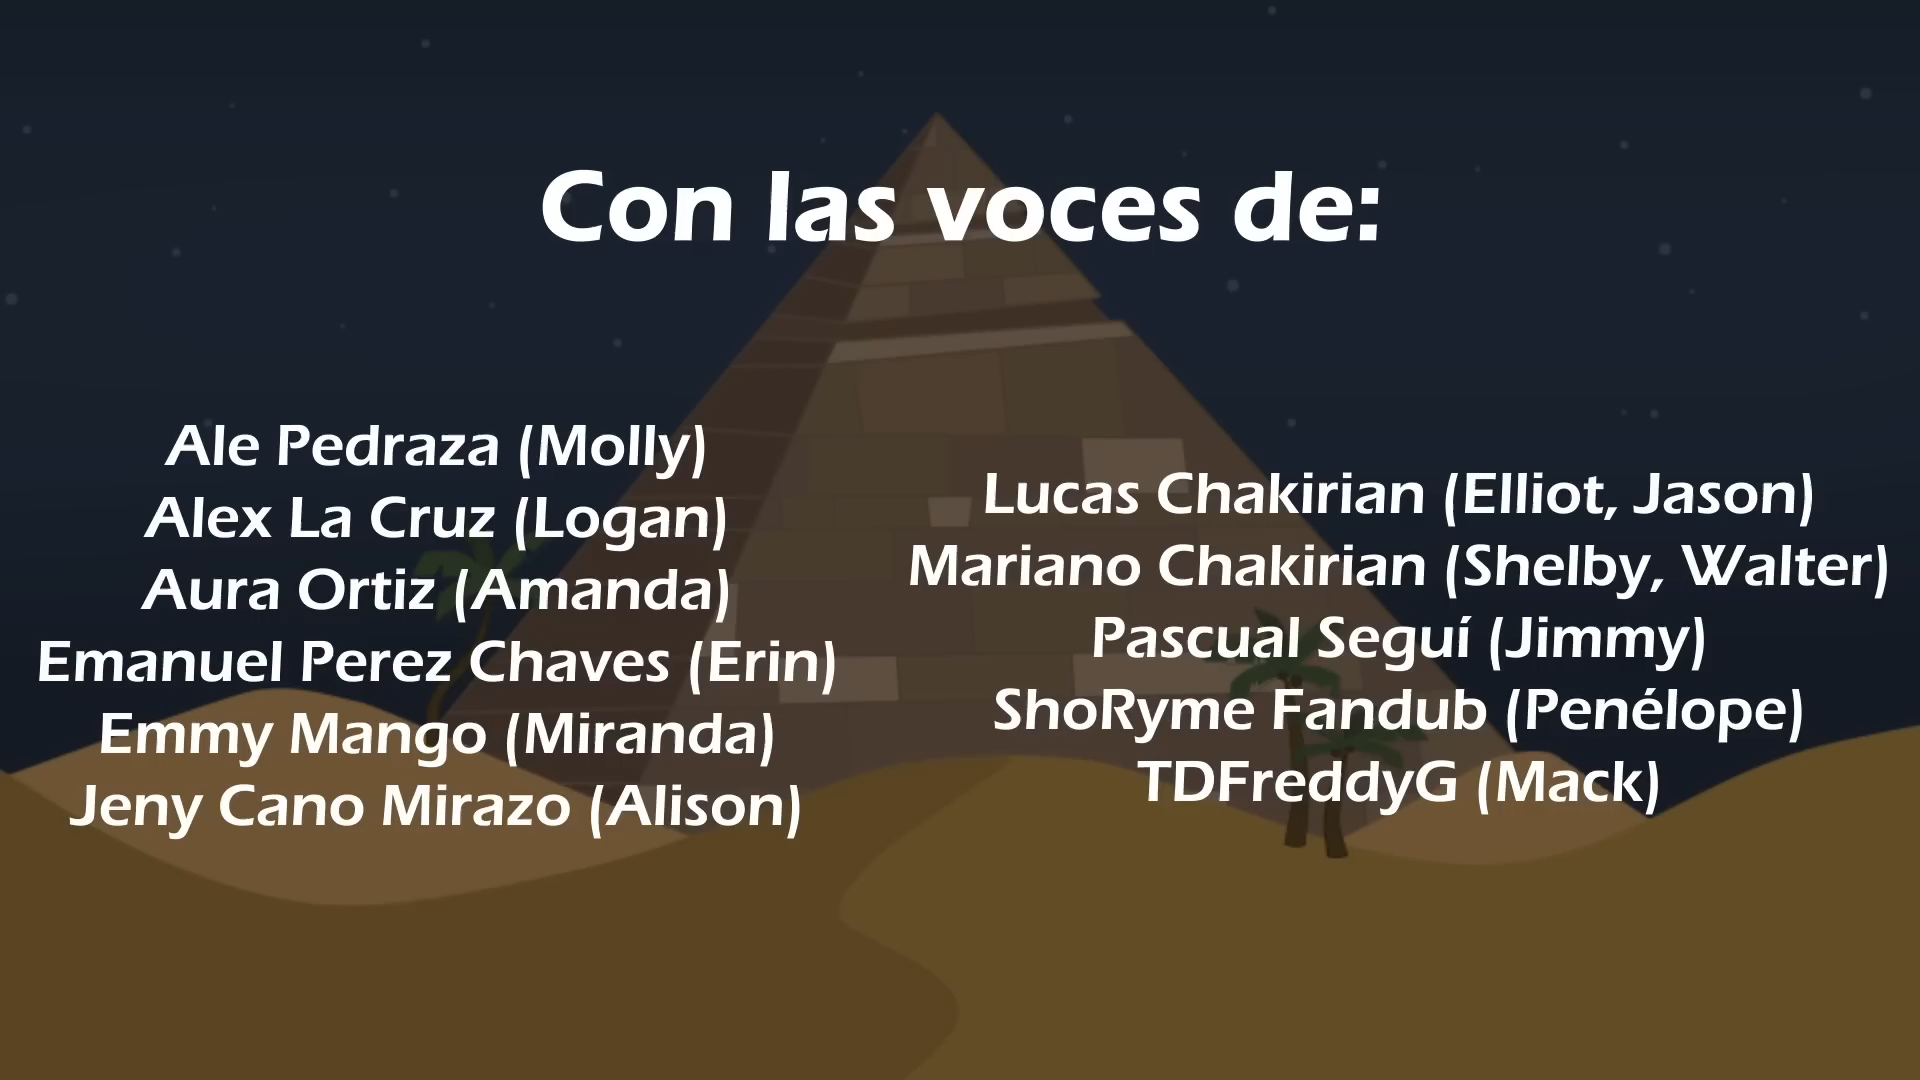 Con las voces de:
Ale Pedraza (Molly)
Alex La Cruz (Logan)
Aura Ortiz (Amanda)
Emanuel Perez Chaves (Erin)
Emmy Mango (Miranda)
Jeny Cano Mirazo (Alison)
Lucas Chakirian (Elliot, Jason)
Mariano Chakirian (Shelby, Walter)
Pascual Seguí (Jimmy)
ShoRyme Fandub (Penélope)
TDFreddyG (Mack)